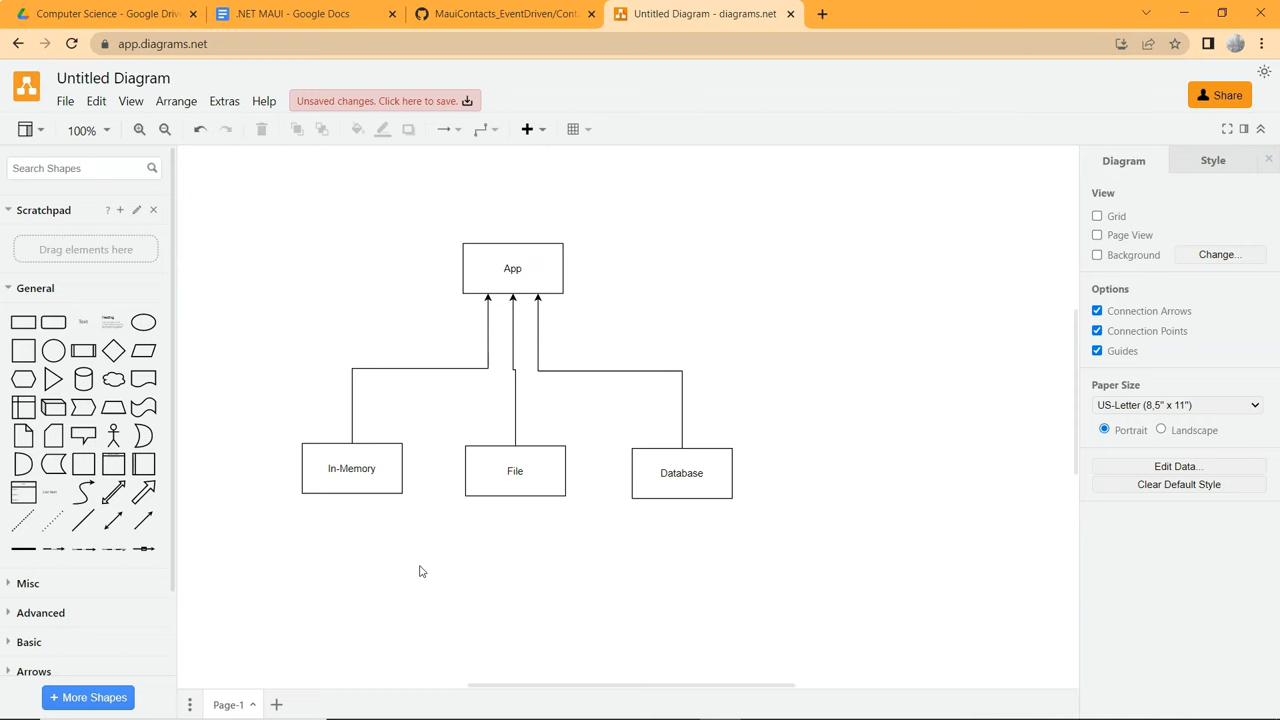 Computer Science - Google Driv
.NET MAUI - Google Docs
MauiContacts_EventDriven/Cont
Untitled Diagram - diagrams.net
app.diagrams.net
Untitled Diagram
File Edit View Arrange Extras Help
Unsaved changes. Click here to save.
Share
100%
Search Shapes
Scratchpad
?
Drag elements here
General
Text
Heading
List Item
Misc
Advanced
Basic
Arrows
+ More Shapes
App
In-Memory
File
Database
Page-1
Diagram
Style
View
Grid
Page View
Background
Change...
Options
Connection Arrows
Connection Points
Guides
Paper Size
US-Letter (8,5" x 11")
Portrait
Landscape
Edit Data...
Clear Default Style